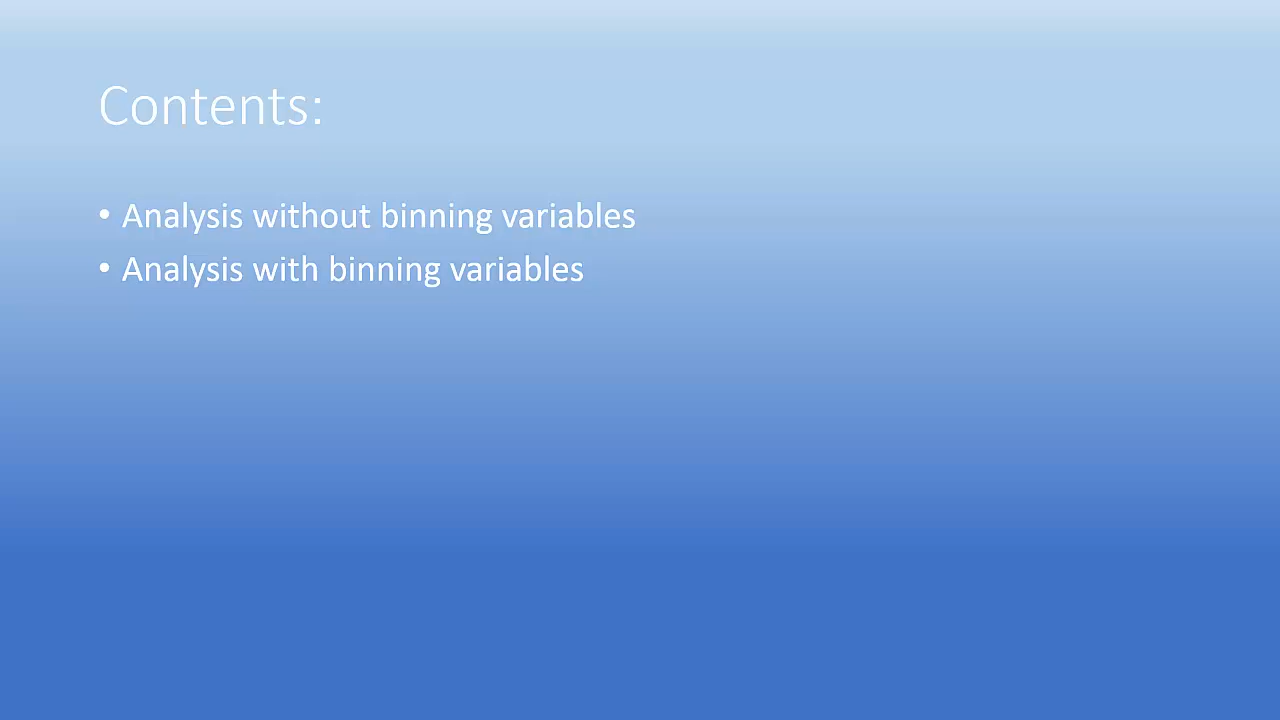 Contents:
• Analysis without binning variables
• Analysis with binning variables